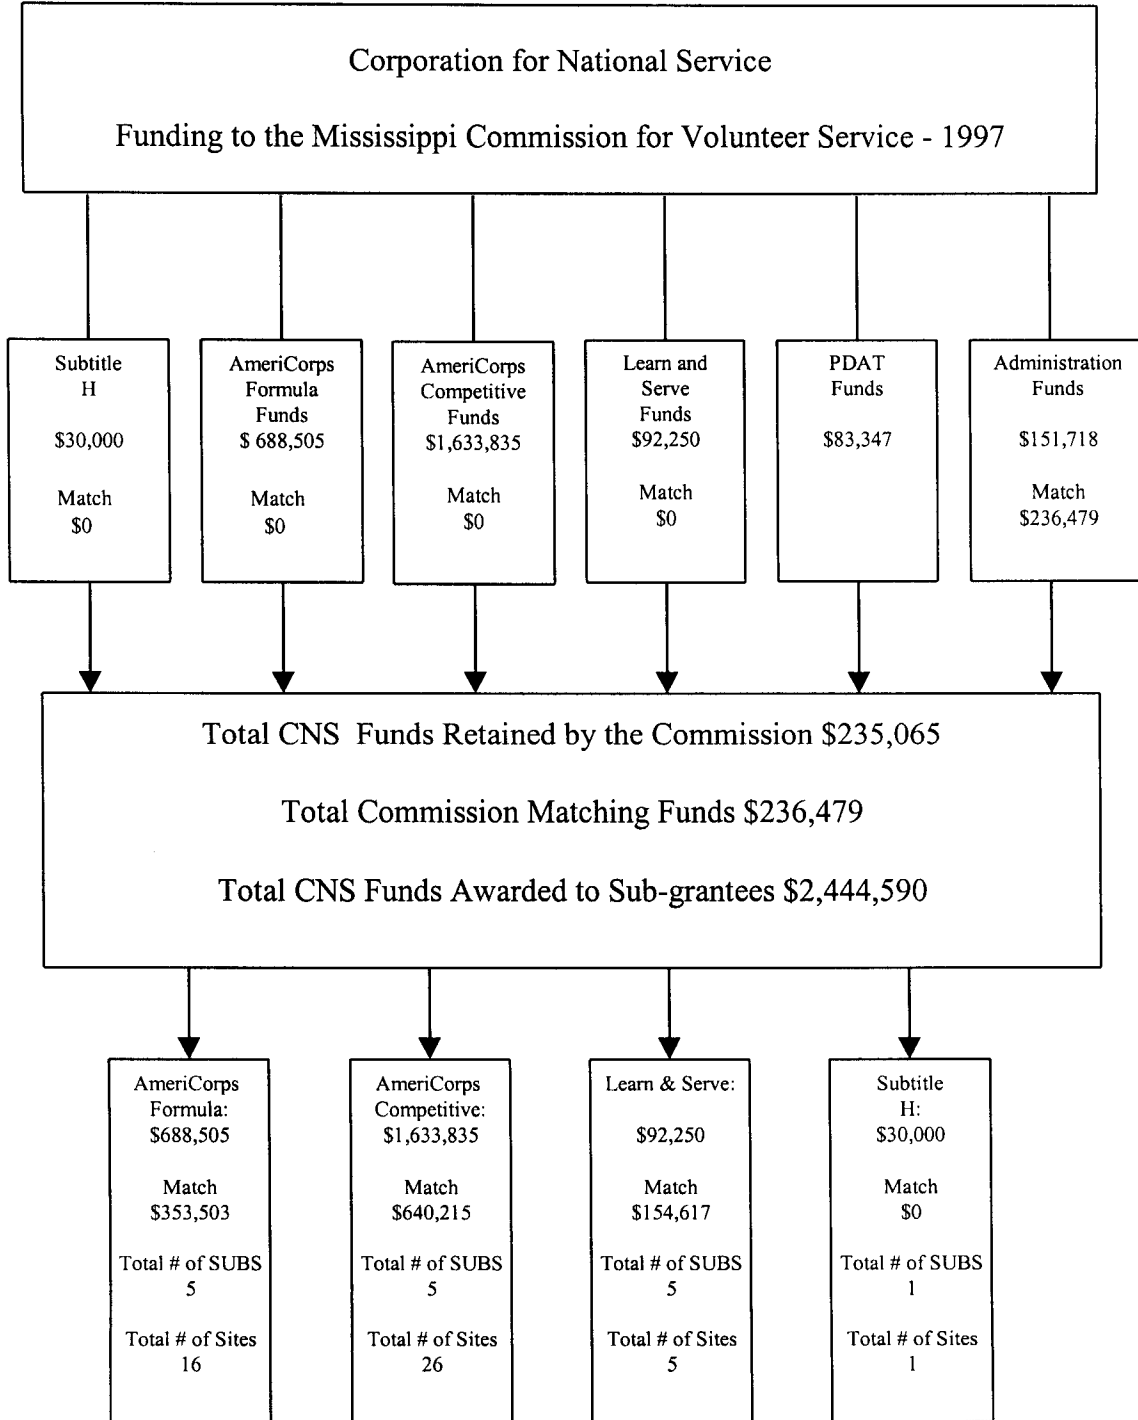 Corporation for National Service
Funding to the Mississippi Commission for Volunteer Service - 1997
Subtitle
H
$30,000
Match
$0
AmeriCorps
Formula
Funds
$ 688,505
Match
$0
AmeriCorps
Competitive
Funds
$1,633,835
Match
$0
Learn and
Serve
Funds
$92,250
Match
$0
PDAT
Funds
$83,347
Administration
Funds
$151,718
Match
$236,479
Total CNS Funds Retained by the Commission $235,065
Total Commission Matching Funds $236,479
Total CNS Funds Awarded to Sub-grantees $2,444,590
AmeriCorps
Formula:
$688,505
Match
$353,503
Total # of SUBS
5
Total # of Sites
16
AmeriCorps
Competitive:
$1,633,835
Match
$640,215
Total # of SUBS
5
Total # of Sites
26
Learn & Serve:
$92,250
Match
$154,617
Total # of SUBS
5
Total # of Sites
5
Subtitle
H:
$30,000
Match
$0
Total # of SUBS
1
Total # of Sites
1